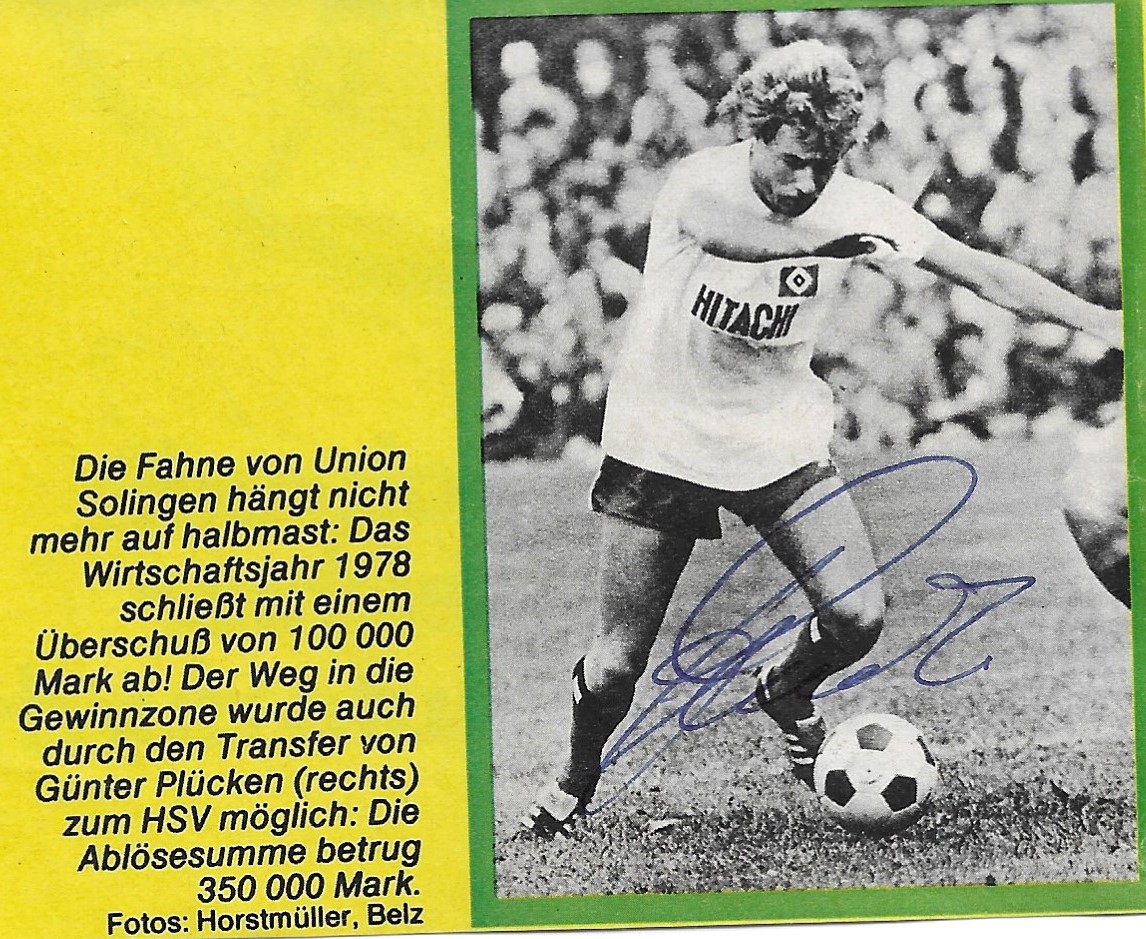 Die Fahne von Union
Solingen hängt nicht
mehr auf halbmast: Das
Wirtschaftsjahr 1978
schließt mit einem
Überschuß von 100 000
Mark ab! Der Weg in die
Gewinnzone wurde auch
durch den Transfer von
Günter Plücken (rechts)
zum HSV möglich: Die
Ablösesumme betrug
350 000 Mark.
Fotos: Horstmüller, Belz
HITACHI